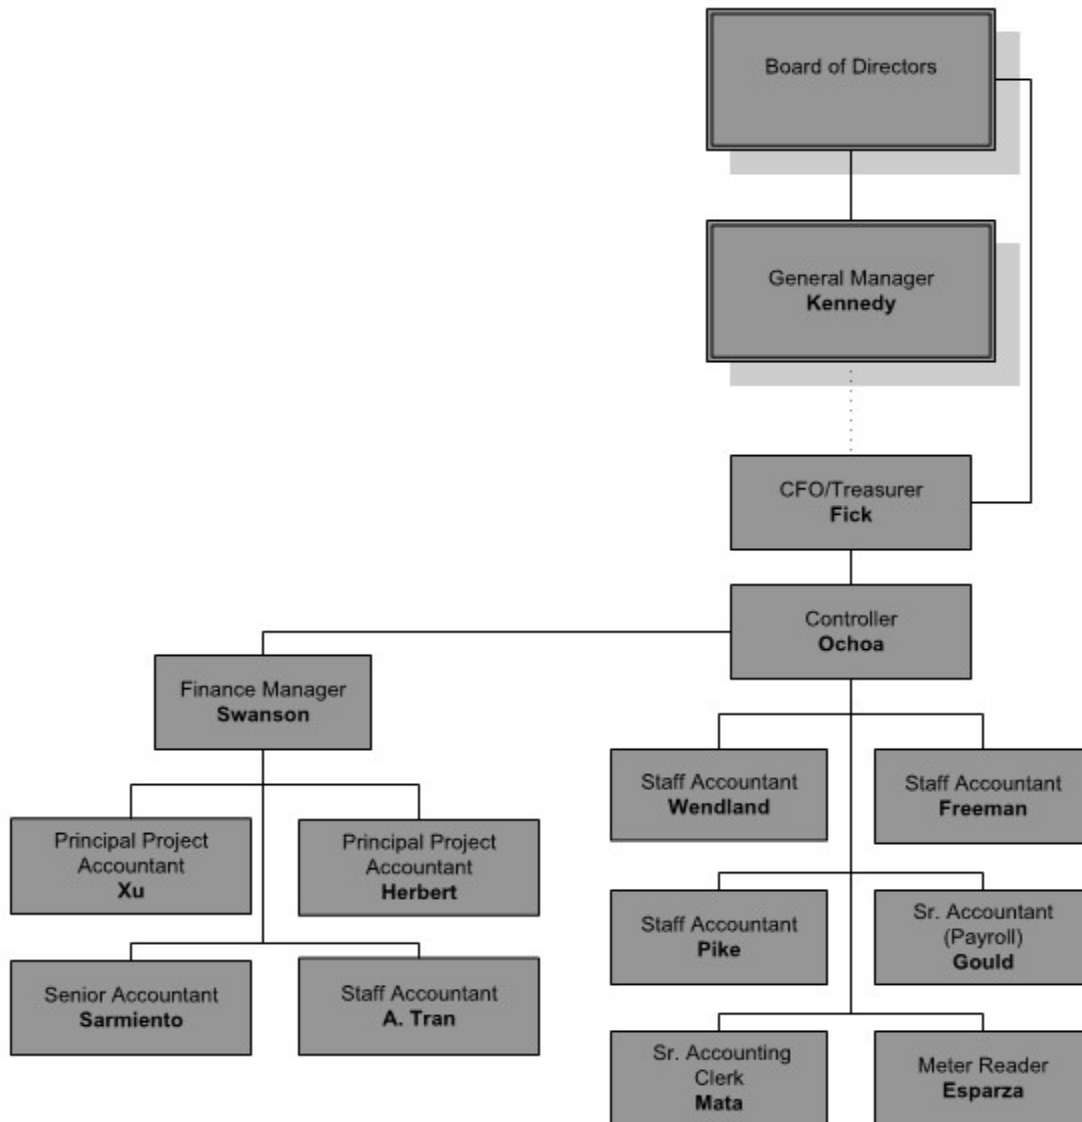 Board of Directors
General Manager
Kennedy
CFO/Treasurer
Fick
Controller
Ochoa
Finance Manager
Swanson
Staff Accountant
Wendland
Staff Accountant
Freeman
Principal Project
Accountant
Xu
Principal Project
Accountant
Herbert
Staff Accountant
Pike
Sr. Accountant
(Payroll)
Gould
Senior Accountant
Sarmiento
Staff Accountant
A. Tran
Sr. Accounting
Clerk
Mata
Meter Reader
Esparza